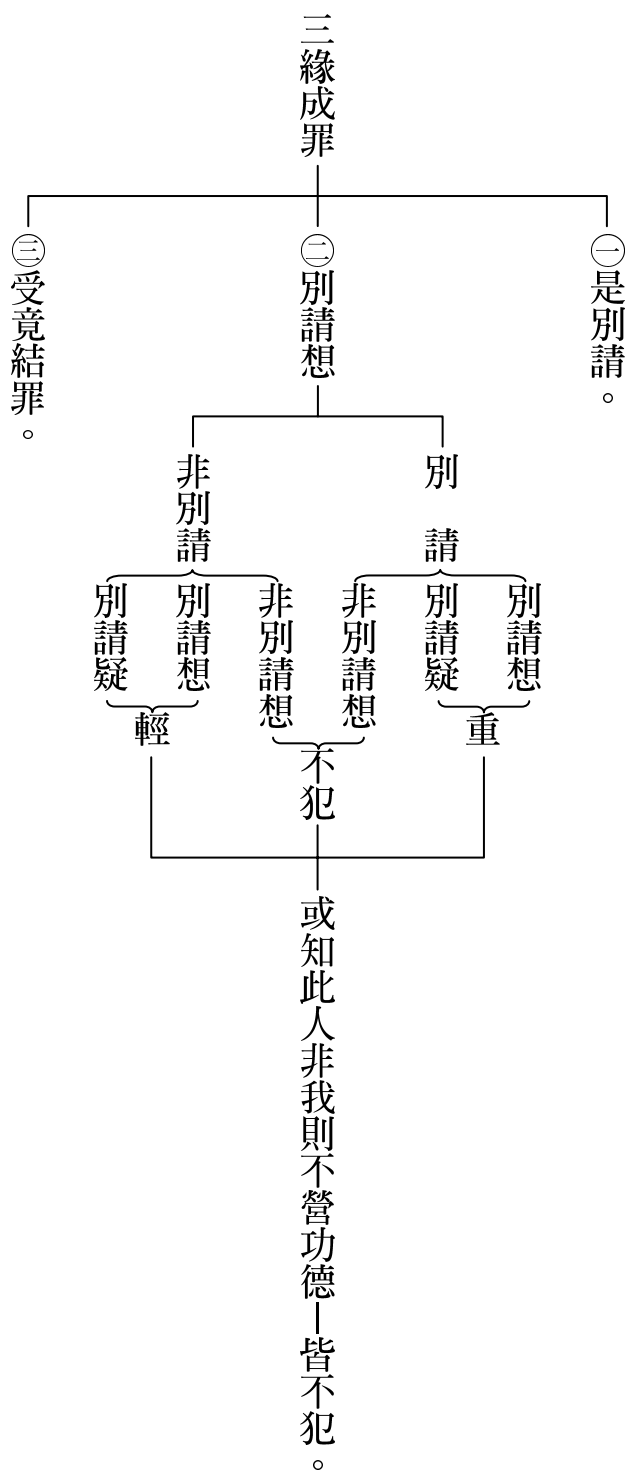 三緣成罪
㊀是別請。
㊁別請想
別請
別請想
別請疑
非別請想
重
非別請
非別請想
別請想
別請疑
輕
不犯
或知此人非我則不營功德—皆不犯。
㊂受竟結罪。